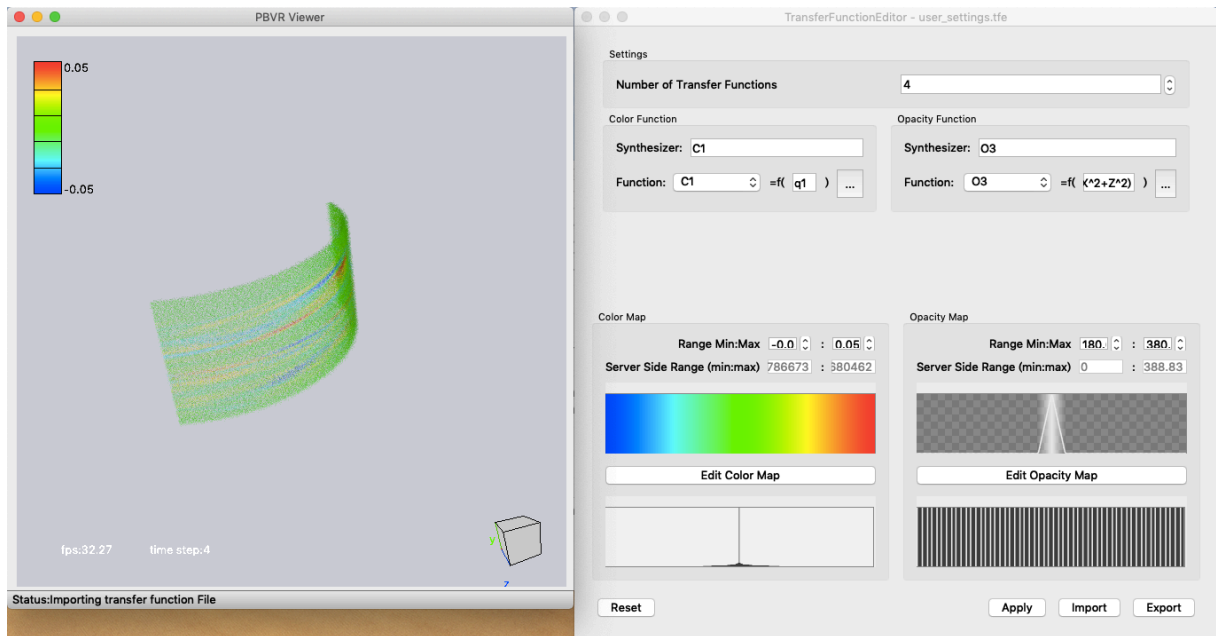 PBVR Viewer
0.05
-0.05
fps:32.27 time step:4
y
z
Status:Importing transfer function File
TransferFunctionEditor - user_settings.tfe
Settings
Number of Transfer Functions 4
Color Function
Synthesizer: C1
Function: C1 =f( q1 ) ...
Opacity Function
Synthesizer: O3
Function: O3 =f( X^2+Z^2) ) ...
Color Map
Range Min:Max -0.0 : 0.05
Server Side Range (min:max) 786673 : 680462
Edit Color Map
Opacity Map
Range Min:Max 180. : 380.
Server Side Range (min:max) 0 : 388.83
Edit Opacity Map
Reset
Apply Import Export